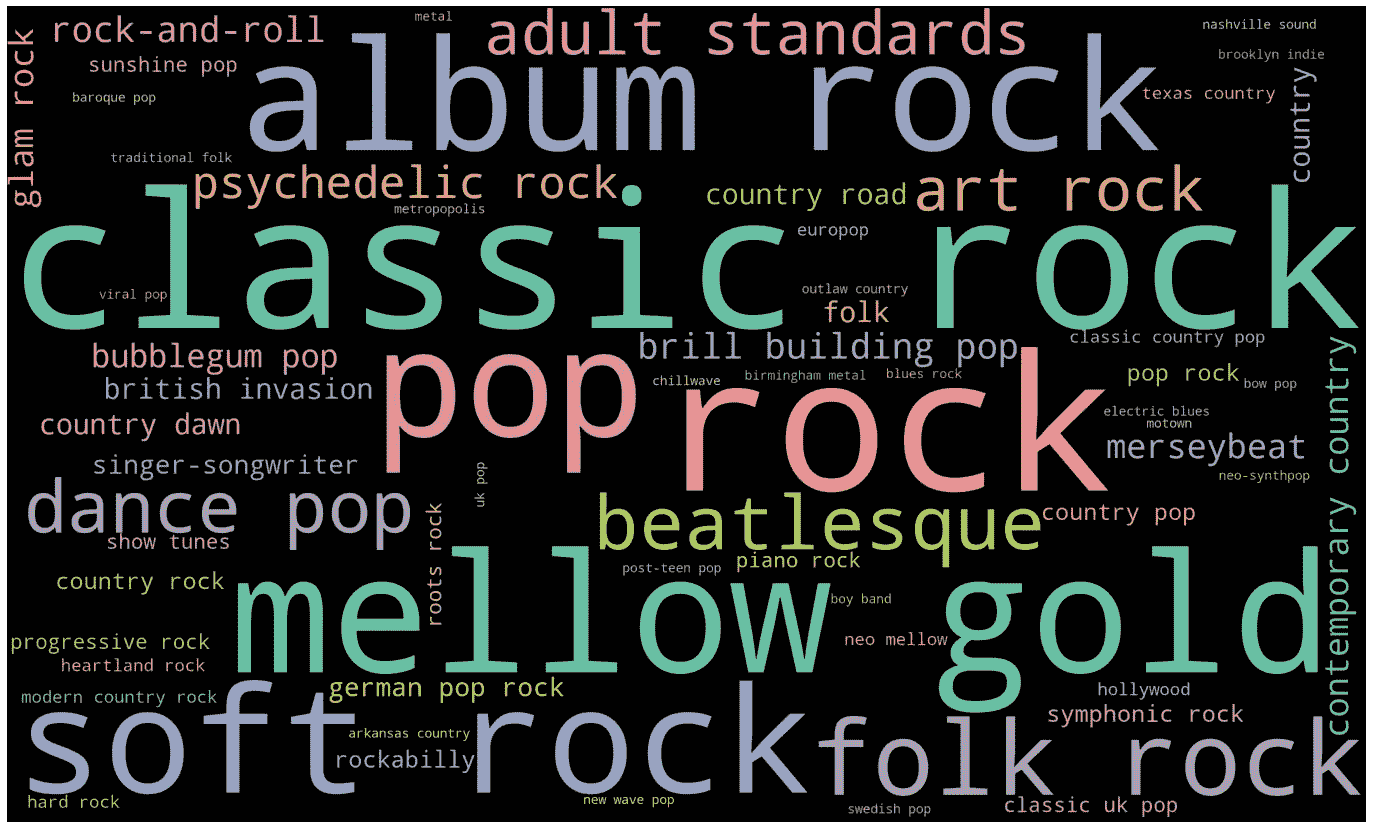 metal
nashville sound
rock-and-roll
adult standards
brooklyn indie
sunshine pop
album rock
glam rock
baroque pop
texas country
country
traditional folk
psychedelic rock
country road
art rock
metropopolis
classic rock
europop
viral pop
outlaw country
folk
brill building pop
classic country pop
bubblegum pop
pop
rock
chillwave
birmingham metal
blues rock
pop rock
bow pop
british invasion
country dawn
electric blues
motown
merseybeat
singer-songwriter
uk pop
neo-synthpop
contemporary country
dance pop
beatlesque
country pop
show tunes
roots rock
piano rock
country rock
post-teen pop
mellow gold
boy band
progressive rock
neo mellow
heartland rock
modern country rock
german pop rock
hollywood
symphonic rock
soft rock
folk rock
arkansas country
rockabilly
hard rock
new wave pop
swedish pop
classic uk pop